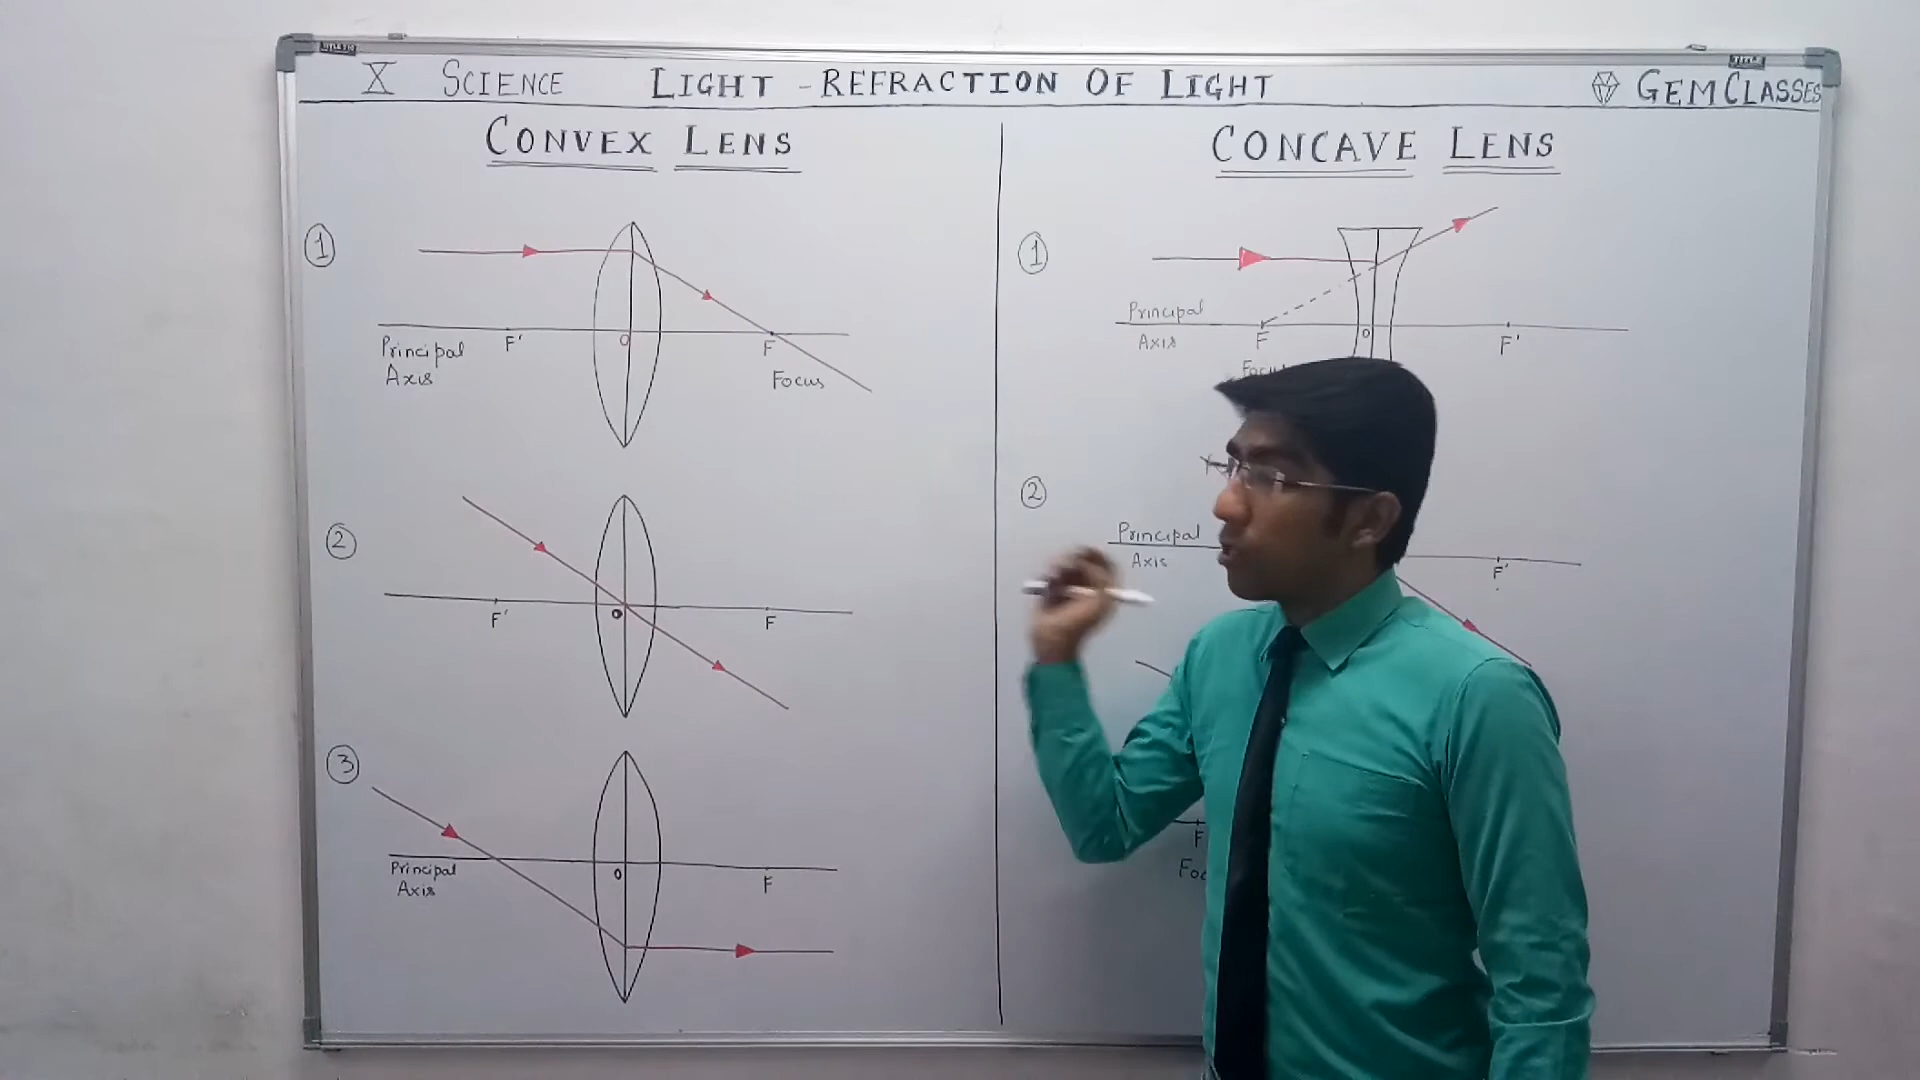 X SCIENCE LIGHT - REFRACTION OF LIGHT GEMCLASSES
CONVEX LENS
1
F'
O
F
Principal
Axis
Focus
2
F'
O
F
3
Principal
Axis
O
F
CONCAVE LENS
1
Principal
Axis
F
O
F'
2
Principal
Axis
F'
F